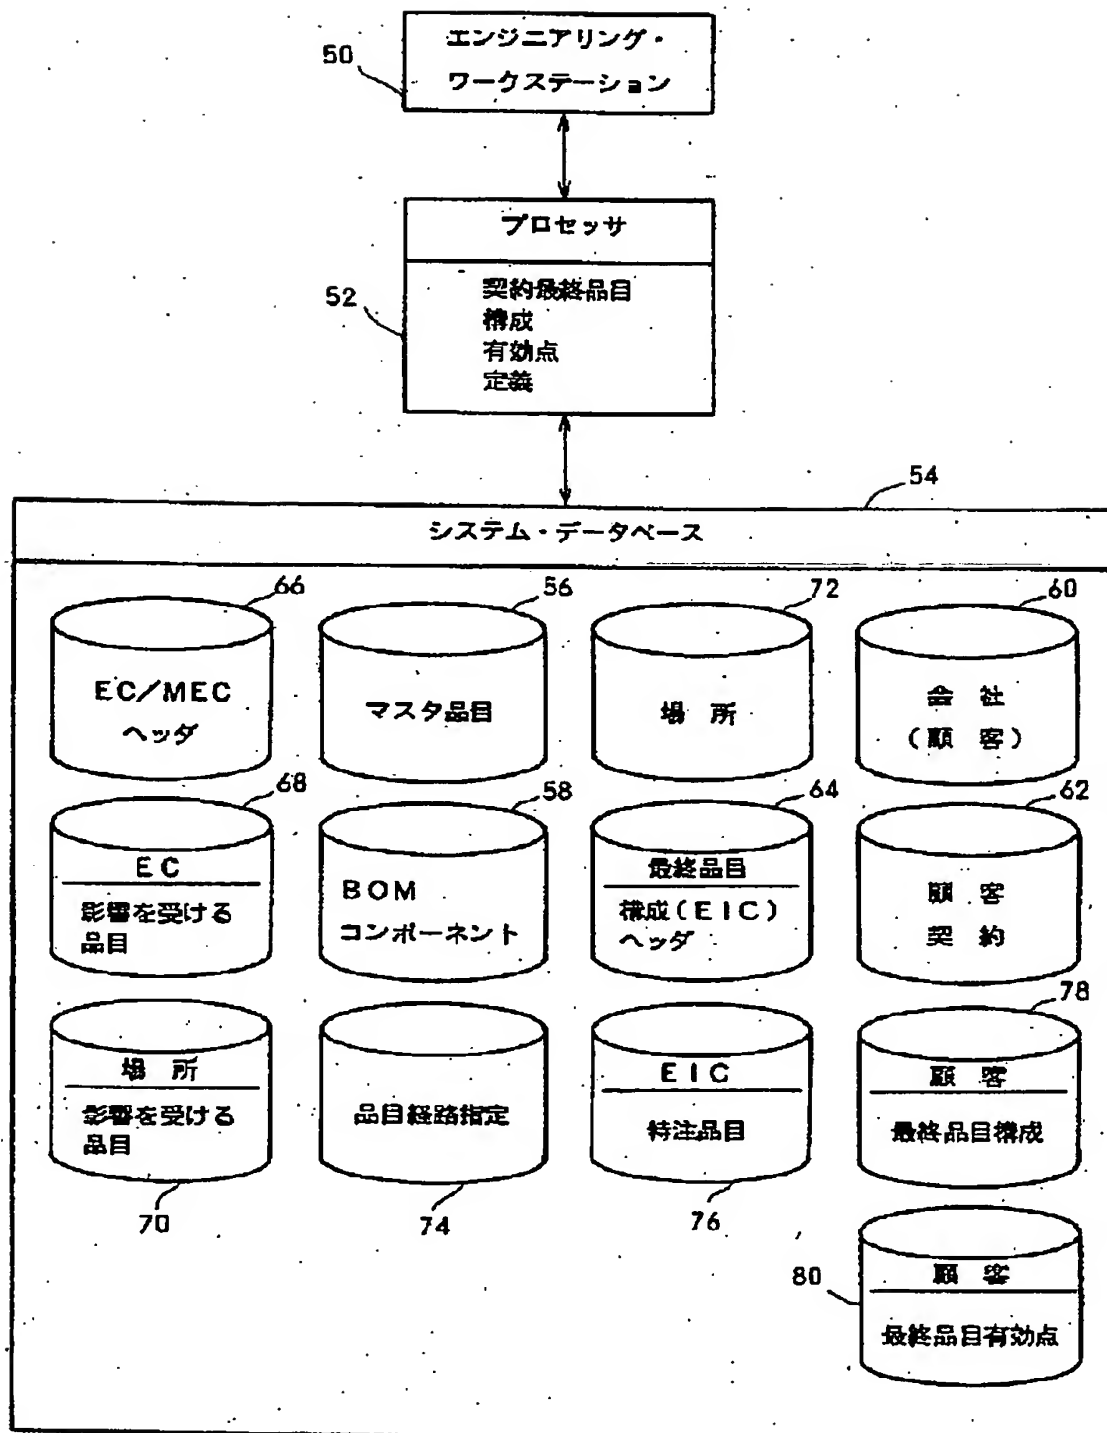 50
エンジニアリング・
ワークステーション
プロセッサ
52
契約最終品目
構成
有効点
定義
54
システム・データベース
66
56
72
60
EC/MEC
ヘッダ
マスタ品目
場所
会社
(顧客)
68
58
64
62
EC
影響を受ける
品目
BOM
コンポーネント
最終品目
構成(EIC)
ヘッダ
顧客
契約
78
場所
影響を受ける
品目
品目経路指定
EIC
特注品目
顧客
最終品目構成
70
74
76
80
顧客
最終品目有効点